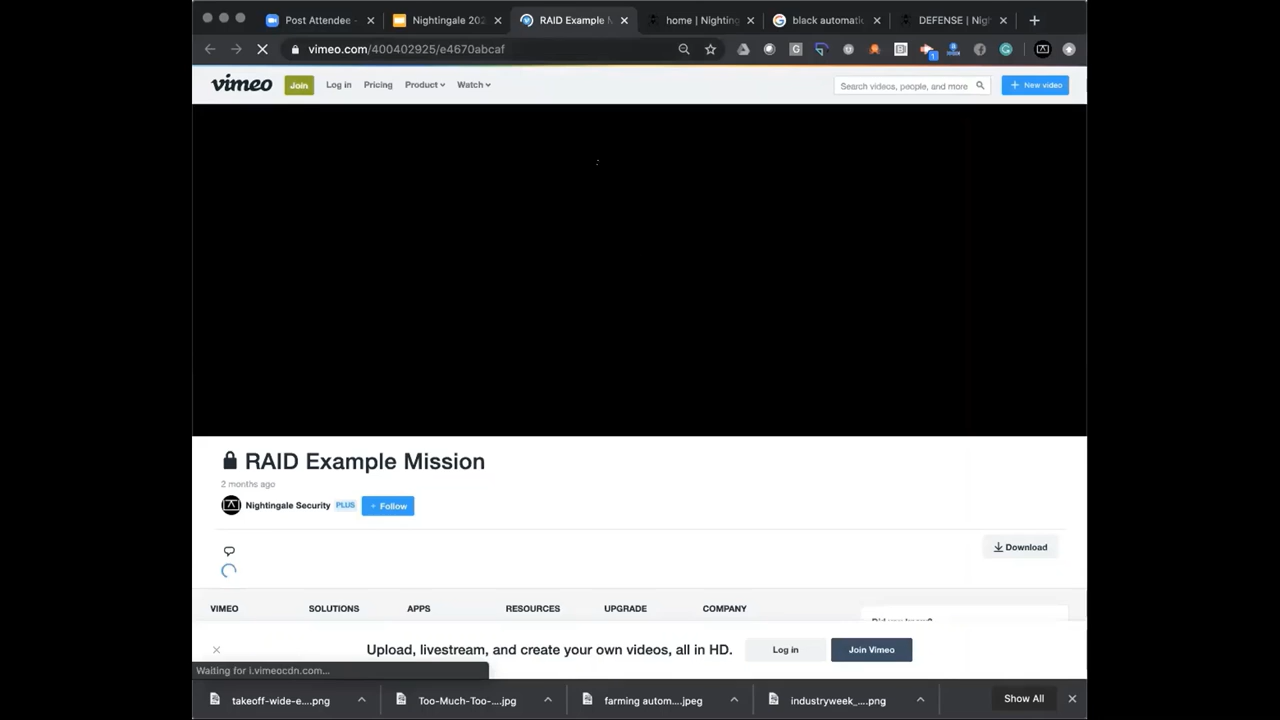 Post Attendee - Nightingale 202 RAID Example M home | Nighting black automatic DEFENSE | Nigh
vimeo.com/400402925/e4670abcaf
vimeo Join Log in Pricing Product Watch Search videos, people, and more New video
RAID Example Mission
2 months ago
Nightingale Security PLUS + Follow
Download
VIMEO SOLUTIONS APPS RESOURCES UPGRADE COMPANY
Did you know?
Upload, livestream, and create your own videos, all in HD. Log in Join Vimeo
Waiting for i.vimeocdn.com...
takeoff-wide-e....png Too-Much-Too-....jpg farming autom....jpeg industryweek_....png Show All